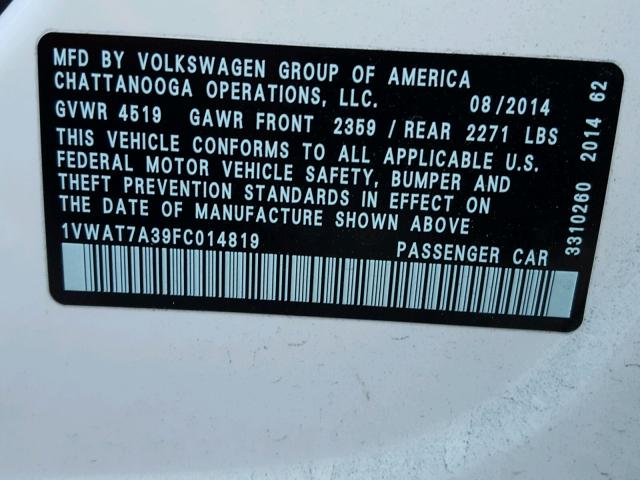 MFD BY VOLKSWAGEN GROUP OF AMERICA
CHATTANOOGA OPERATIONS, LLC. 08/2014
GVWR 4519 GAWR FRONT 2359 / REAR 2271 LBS
THIS VEHICLE CONFORMS TO ALL APPLICABLE U.S.
FEDERAL MOTOR VEHICLE SAFETY, BUMPER AND
THEFT PREVENTION STANDARDS IN EFFECT ON
THE DATE OF MANUFACTURE SHOWN ABOVE
1VWAT7A39FC014819 PASSENGER CAR
3310260 2014 62